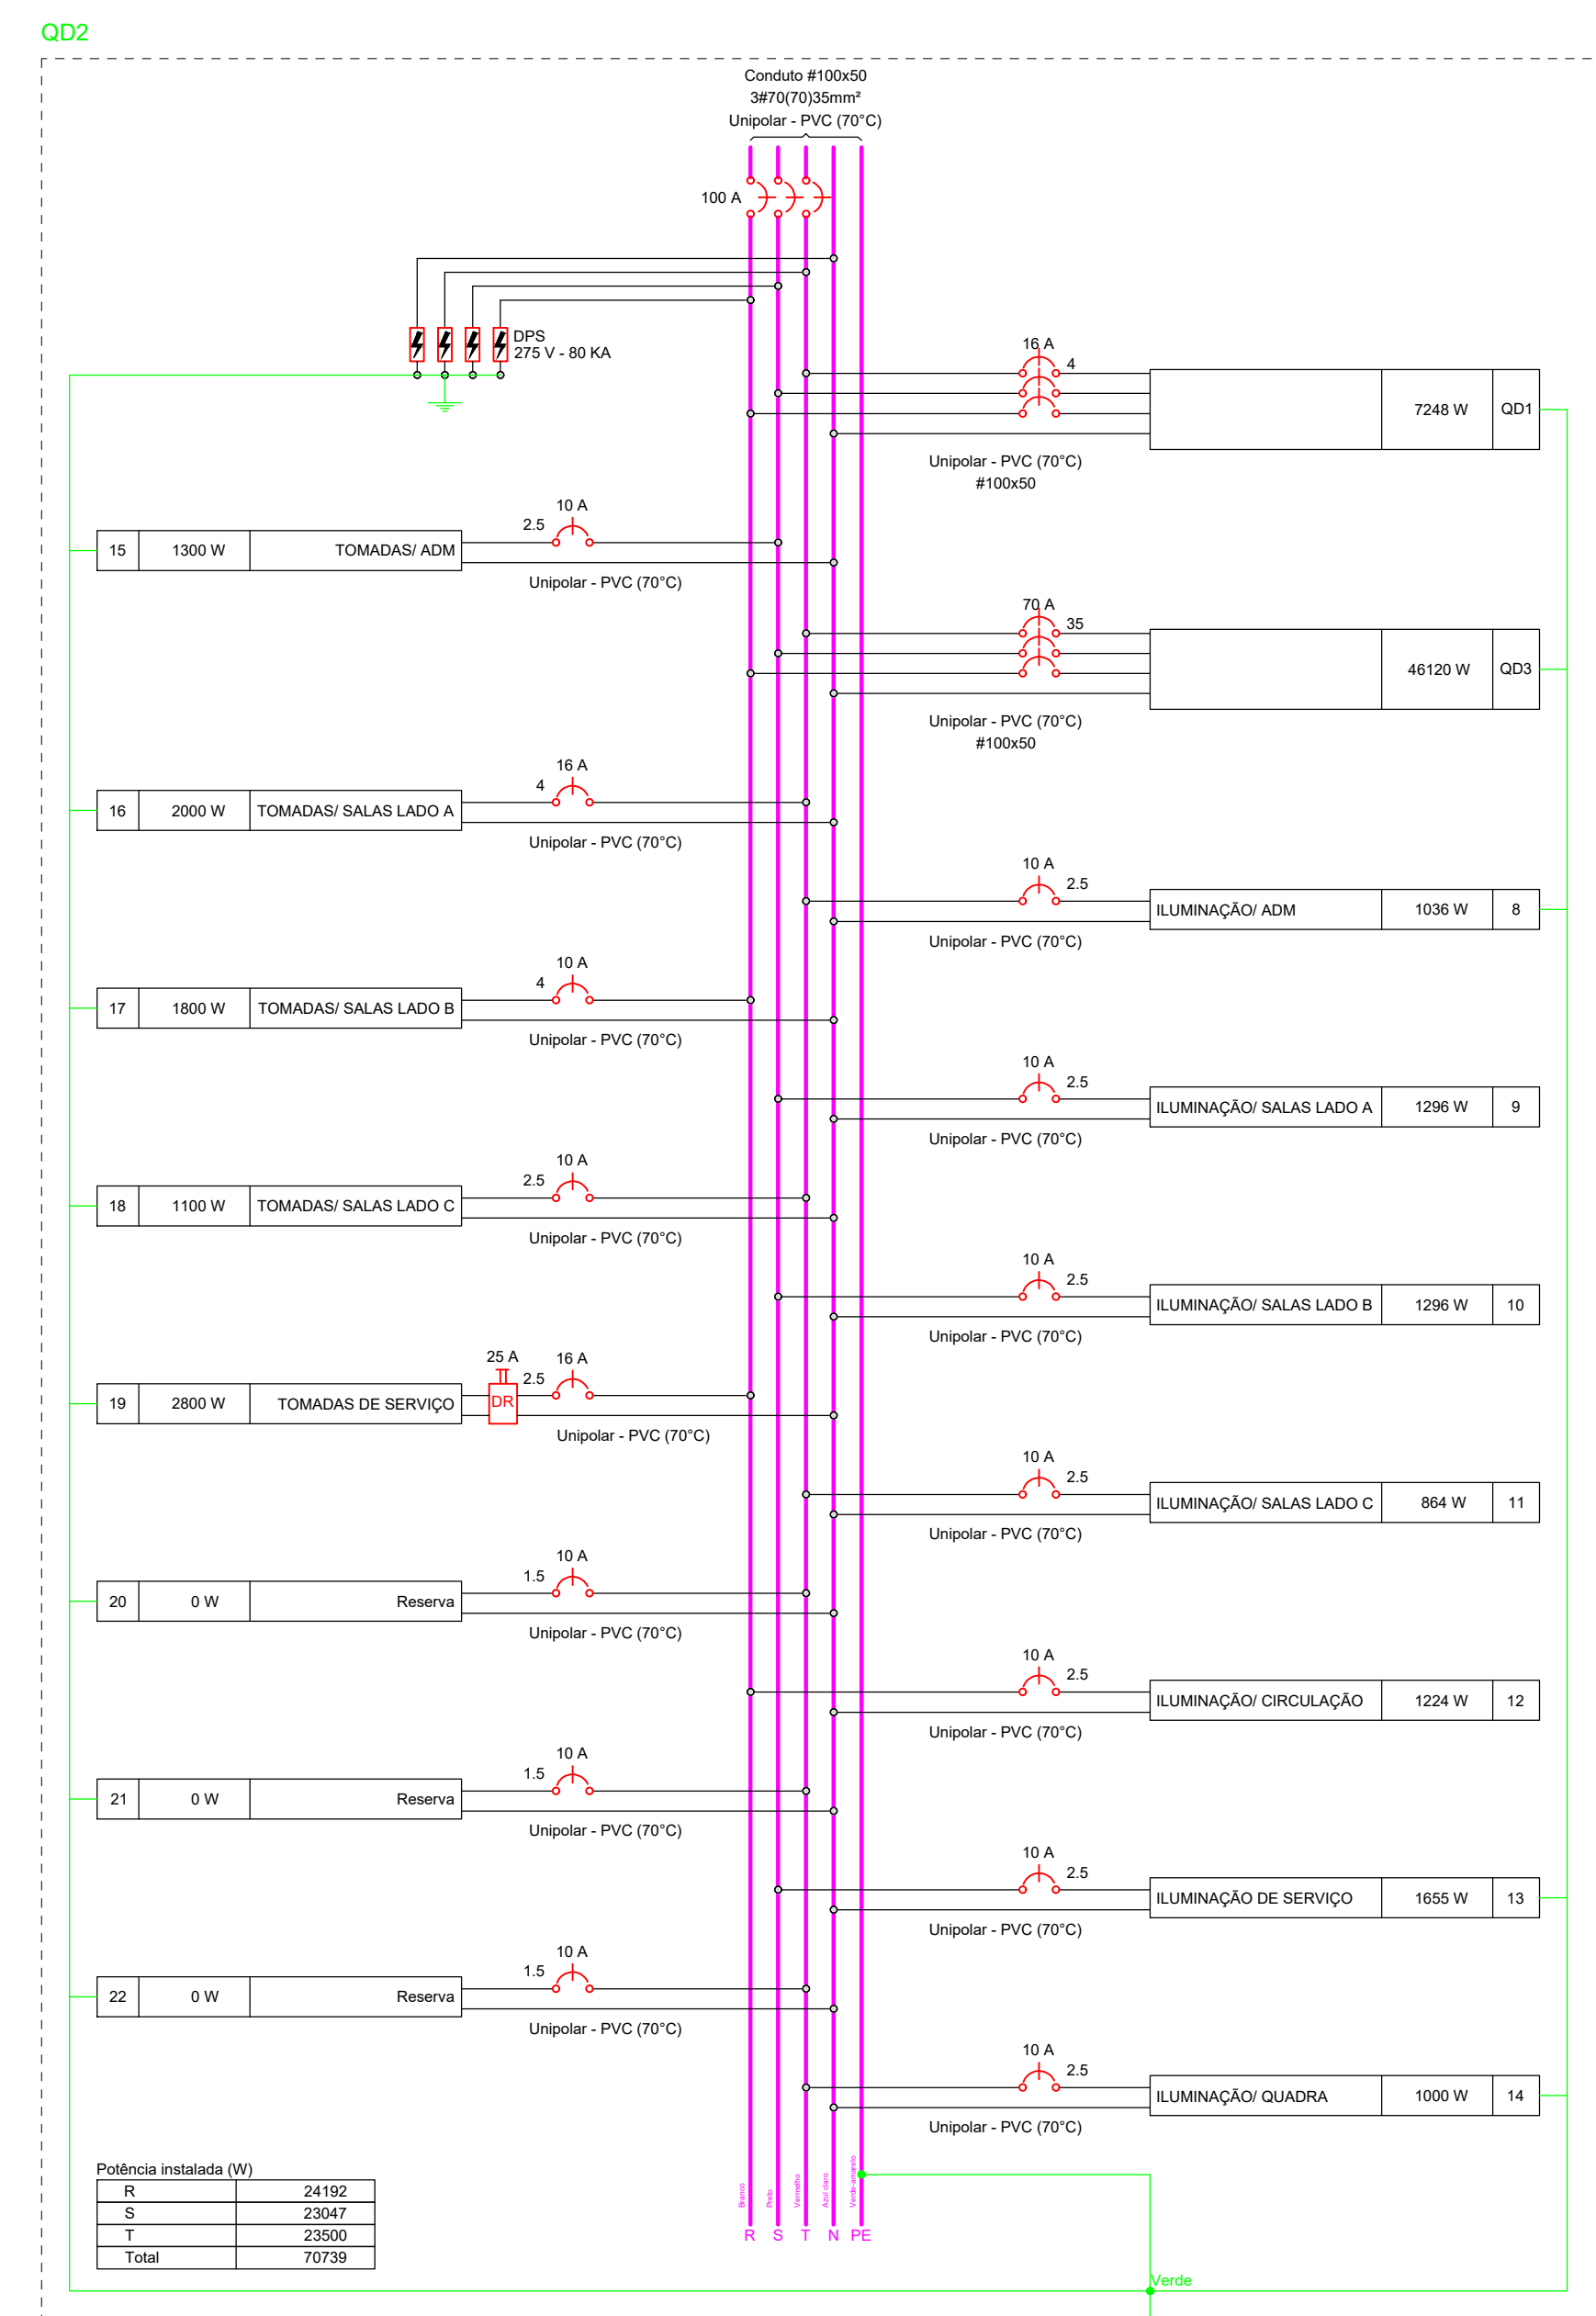 QD2
Conduto #100x50
3#70(70)35mm²
Unipolar - PVC (70°C)
100 A
DPS
275 V - 80 KA
16 A
4
7248 W QD1
Unipolar - PVC (70°C)
#100x50
10 A
2.5
15 1300 W TOMADAS/ ADM
Unipolar - PVC (70°C)
70 A
35
46120 W QD3
Unipolar - PVC (70°C)
#100x50
16 A
4
16 2000 W TOMADAS/ SALAS LADO A
Unipolar - PVC (70°C)
10 A
2.5
ILUMINAÇÃO/ ADM 1036 W 8
Unipolar - PVC (70°C)
10 A
4
17 1800 W TOMADAS/ SALAS LADO B
Unipolar - PVC (70°C)
10 A
2.5
ILUMINAÇÃO/ SALAS LADO A 1296 W 9
Unipolar - PVC (70°C)
10 A
2.5
18 1100 W TOMADAS/ SALAS LADO C
Unipolar - PVC (70°C)
10 A
2.5
ILUMINAÇÃO/ SALAS LADO B 1296 W 10
Unipolar - PVC (70°C)
25 A 16 A
2.5
19 2800 W TOMADAS DE SERVIÇO DR
Unipolar - PVC (70°C)
10 A
2.5
ILUMINAÇÃO/ SALAS LADO C 864 W 11
Unipolar - PVC (70°C)
10 A
1.5
20 0 W Reserva
Unipolar - PVC (70°C)
10 A
2.5
ILUMINAÇÃO/ CIRCULAÇÃO 1224 W 12
Unipolar - PVC (70°C)
10 A
1.5
21 0 W Reserva
Unipolar - PVC (70°C)
10 A
2.5
ILUMINAÇÃO DE SERVIÇO 1655 W 13
Unipolar - PVC (70°C)
10 A
1.5
22 0 W Reserva
Unipolar - PVC (70°C)
10 A
2.5
ILUMINAÇÃO/ QUADRA 1000 W 14
Unipolar - PVC (70°C)
Potência instalada (W)
R 24192
S 23047
T 23500
Total 70739
Branco Preto Vermelho Azul claro Verde-amarelo
R S T N PE
Verde